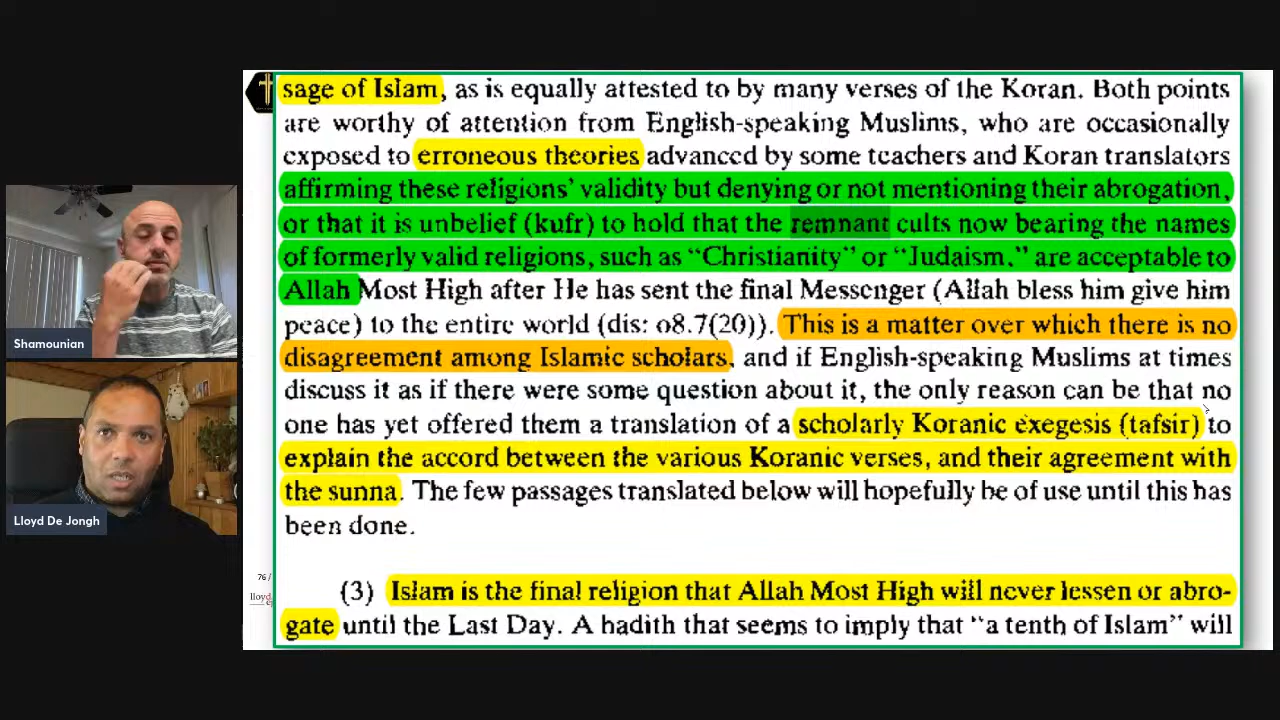 sage of Islam, as is equally attested to by many verses of the Koran. Both points
are worthy of attention from English-speaking Muslims, who are occasionally
exposed to erroneous theories advanced by some teachers and Koran translators
affirming these religions' validity but denying or not mentioning their abrogation,
or that it is unbelief (kufr) to hold that the remnant cults now bearing the names
of formerly valid religions, such as "Christianity" or "Judaism," are acceptable to
Allah Most High after He has sent the final Messenger (Allah bless him give him
peace) to the entire world (dis: o8.7(20)). This is a matter over which there is no
disagreement among Islamic scholars, and if English-speaking Muslims at times
discuss it as if there were some question about it, the only reason can be that no
one has yet offered them a translation of a scholarly Koranic exegesis (tafsir) to
explain the accord between the various Koranic verses, and their agreement with
the sunna. The few passages translated below will hopefully be of use until this has
been done.
(3) Islam is the final religion that Allah Most High will never lessen or abro-
gate until the Last Day. A hadith that seems to imply that "a tenth of Islam" will
Shamounian
Lloyd De Jongh
76 /
lloyd